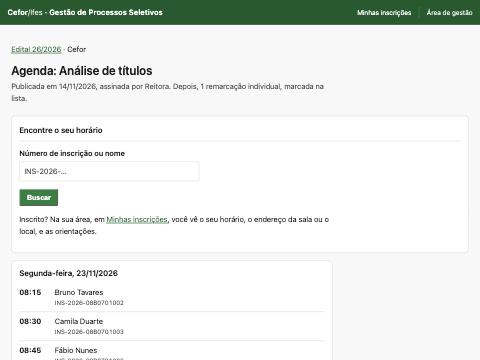 Cefor/Ifes · Gestão de Processos Seletivos
Minhas inscrições
Área de gestão
Edital 26/2026 · Cefor
Agenda: Análise de títulos
Publicada em 14/11/2026, assinada por Reitora. Depois, 1 remarcação individual, marcada na
lista.
Encontre o seu horário
Número de inscrição ou nome
INS-2026-...
Buscar
Inscrito? Na sua área, em Minhas inscrições, você vê o seu horário, o endereço da sala ou o
local, e as orientações.
Segunda-feira, 23/11/2026
08:15 Bruno Tavares
INS-2026-08B0701002
08:30 Camila Duarte
INS-2026-08B0701003
08:45 Fábio Nunes